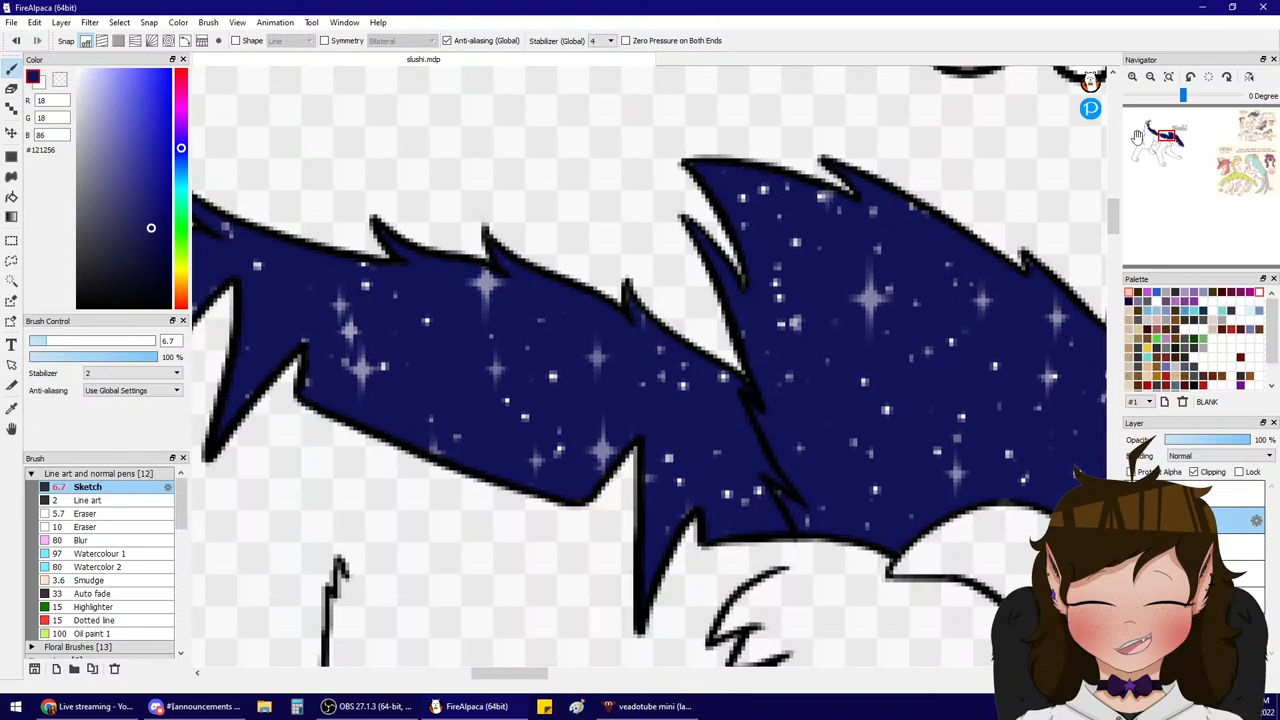 FireAlpaca (64bit)
File Edit Layer Filter Select Snap Color Brush View Animation Tool Window Help
Snap off Shape Line Symmetry Bilateral Anti-aliasing (Global) Stabilizer (Global) 4 Zero Pressure on Both Ends
slushi.mdp
Color
R 18
G 18
B 86
#121256
Brush Control
6.7
100 %
Stabilizer 2
Anti-aliasing Use Global Settings
Brush
Line art and normal pens [12]
6.7 Sketch
2 Line art
5.7 Eraser
10 Eraser
80 Blur
97 Watercolour 1
80 Watercolor 2
3.6 Smudge
33 Auto fade
15 Highlighter
15 Dotted line
100 Oil paint 1
Floral Brushes [13]
Navigator
0 Degree
Palette
#1 BLANK
Layer
Opacity 100 %
Normal
Protect Alpha Clipping Lock
Live streaming - Yo...
#[announcements
OBS 27.1.3 (64-bit, ...
FireAlpaca (64bit)
veadotube mini (la...
2022